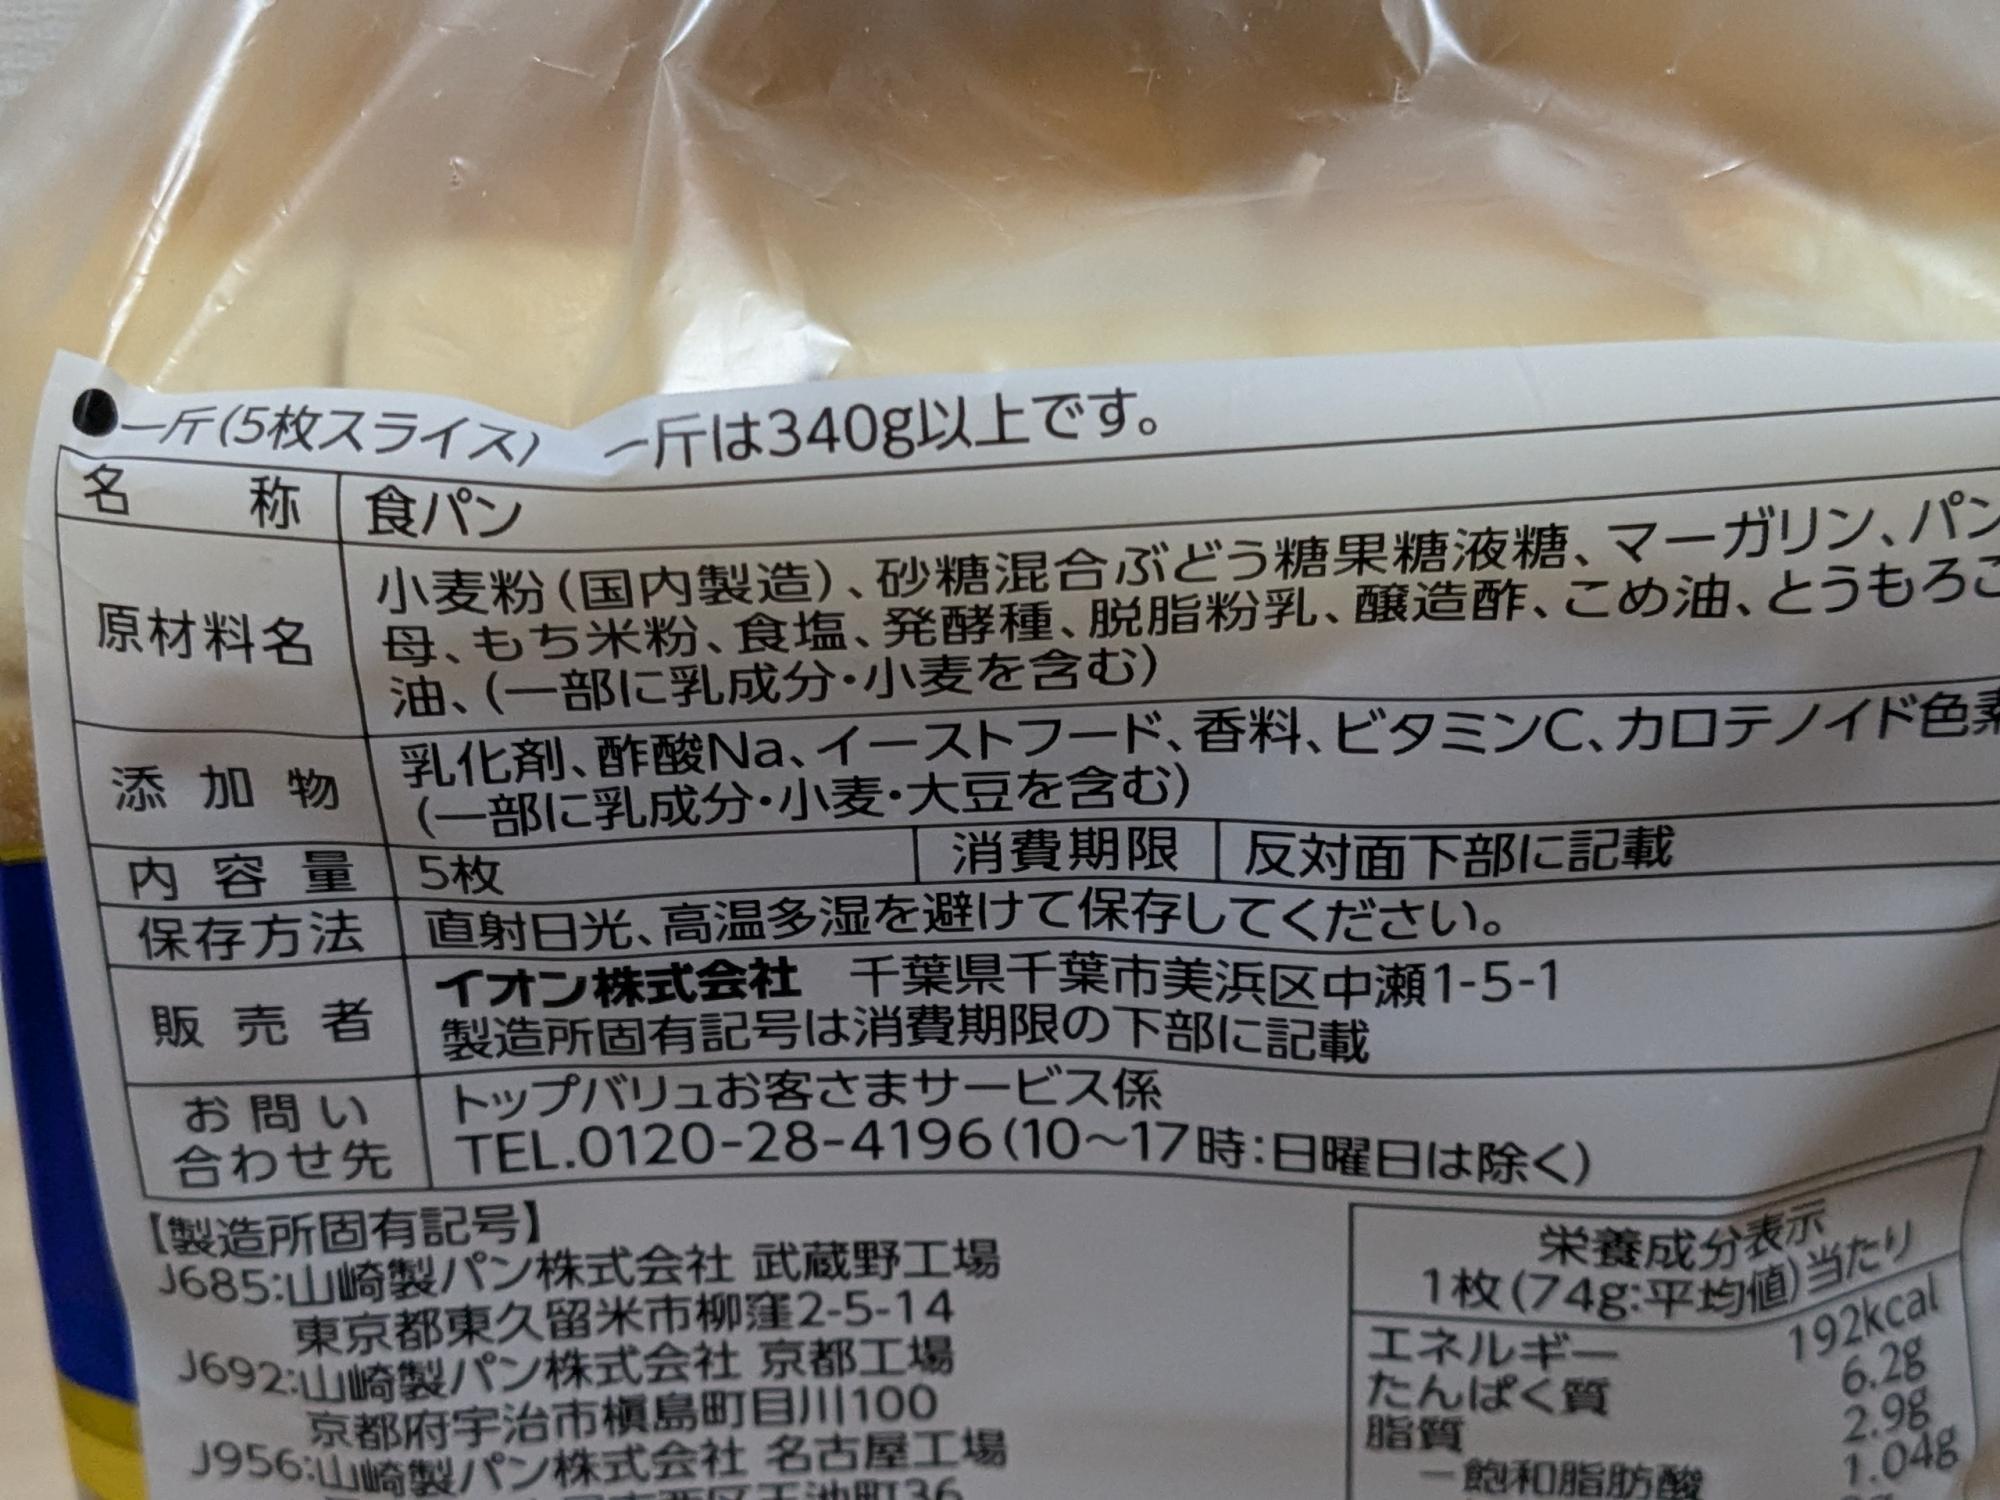 ●一斤(5枚スライス) 一斤は340g以上です。
名称 食パン
原材料名 小麦粉(国内製造)、砂糖混合ぶどう糖果糖液糖、マーガリン、パン
母、もち米粉、食塩、発酵種、脱脂粉乳、醸造酢、こめ油、とうもろこ
油、(一部に乳成分・小麦を含む)
添加物 乳化剤、酢酸Na、イーストフード、香料、ビタミンC、カロテノイド色素
(一部に乳成分・小麦・大豆を含む)
内容量 5枚 消費期限 反対面下部に記載
保存方法 直射日光、高温多湿を避けて保存してください。
販売者 イオン株式会社 千葉県千葉市美浜区中瀬1-5-1
製造所固有記号は消費期限の下部に記載
お問い合わせ先 トップバリュお客さまサービス係
TEL.0120-28-4196(10〜17時:日曜日は除く)
【製造所固有記号】
J685:山崎製パン株式会社 武蔵野工場
東京都東久留米市柳窪2-5-14
J692:山崎製パン株式会社 京都工場
京都府宇治市槇島町目川100
J956:山崎製パン株式会社 名古屋工場
栄養成分表示
1枚(74g:平均値)当たり
エネルギー 192kcal
たんぱく質 6.2g
脂質 2.9g
ー飽和脂肪酸 1.04g